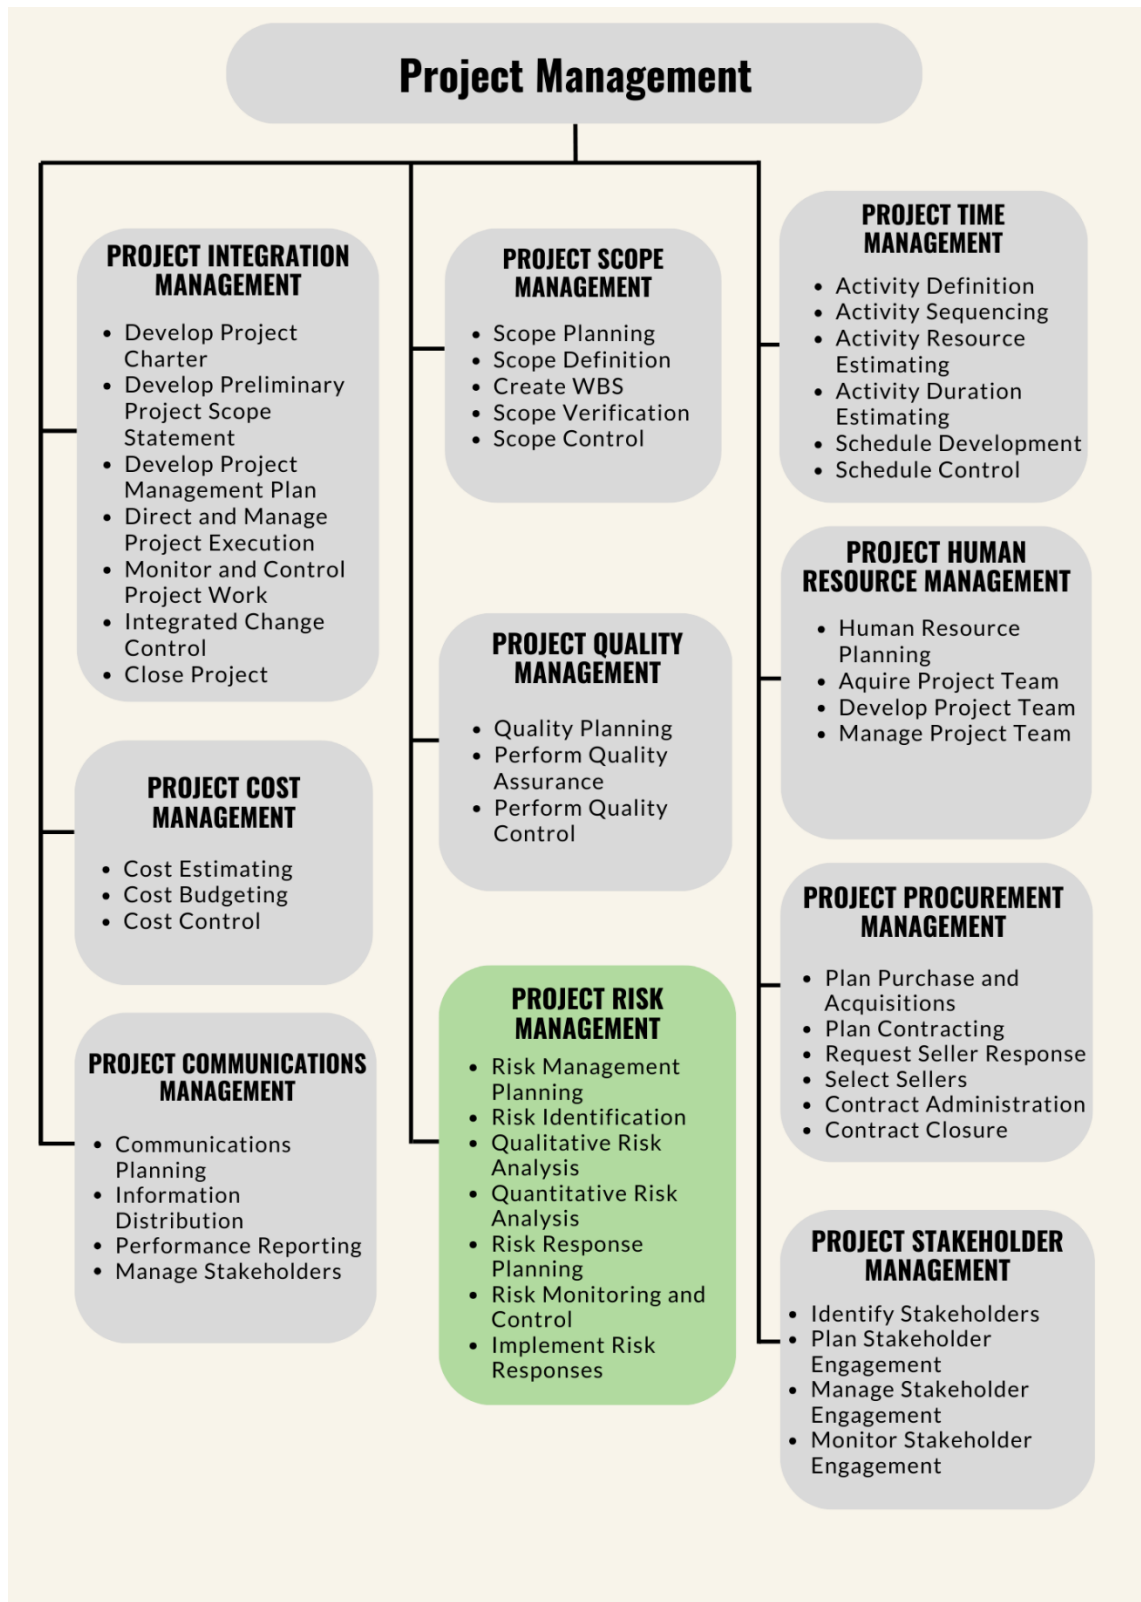 Project Management
PROJECT INTEGRATION
MANAGEMENT
• Develop Project
Charter
• Develop Preliminary
Project Scope
Statement
• Develop Project
Management Plan
• Direct and Manage
Project Execution
• Monitor and Control
Project Work
• Integrated Change
Control
• Close Project
PROJECT COST
MANAGEMENT
• Cost Estimating
• Cost Budgeting
• Cost Control
PROJECT COMMUNICATIONS
MANAGEMENT
• Communications
Planning
• Information
Distribution
• Performance Reporting
• Manage Stakeholders
PROJECT SCOPE
MANAGEMENT
• Scope Planning
• Scope Definition
• Create WBS
• Scope Verification
• Scope Control
PROJECT QUALITY
MANAGEMENT
• Quality Planning
• Perform Quality
Assurance
• Perform Quality
Control
PROJECT RISK
MANAGEMENT
• Risk Management
Planning
• Risk Identification
• Qualitative Risk
Analysis
• Quantitative Risk
Analysis
• Risk Response
Planning
• Risk Monitoring and
Control
• Implement Risk
Responses
PROJECT TIME
MANAGEMENT
• Activity Definition
• Activity Sequencing
• Activity Resource
Estimating
• Activity Duration
Estimating
• Schedule Development
• Schedule Control
PROJECT HUMAN
RESOURCE MANAGEMENT
• Human Resource
Planning
• Aquire Project Team
• Develop Project Team
• Manage Project Team
PROJECT PROCUREMENT
MANAGEMENT
• Plan Purchase and
Acquisitions
• Plan Contracting
• Request Seller Response
• Select Sellers
• Contract Administration
• Contract Closure
PROJECT STAKEHOLDER
MANAGEMENT
• Identify Stakeholders
• Plan Stakeholder
Engagement
• Manage Stakeholder
Engagement
• Monitor Stakeholder
Engagement